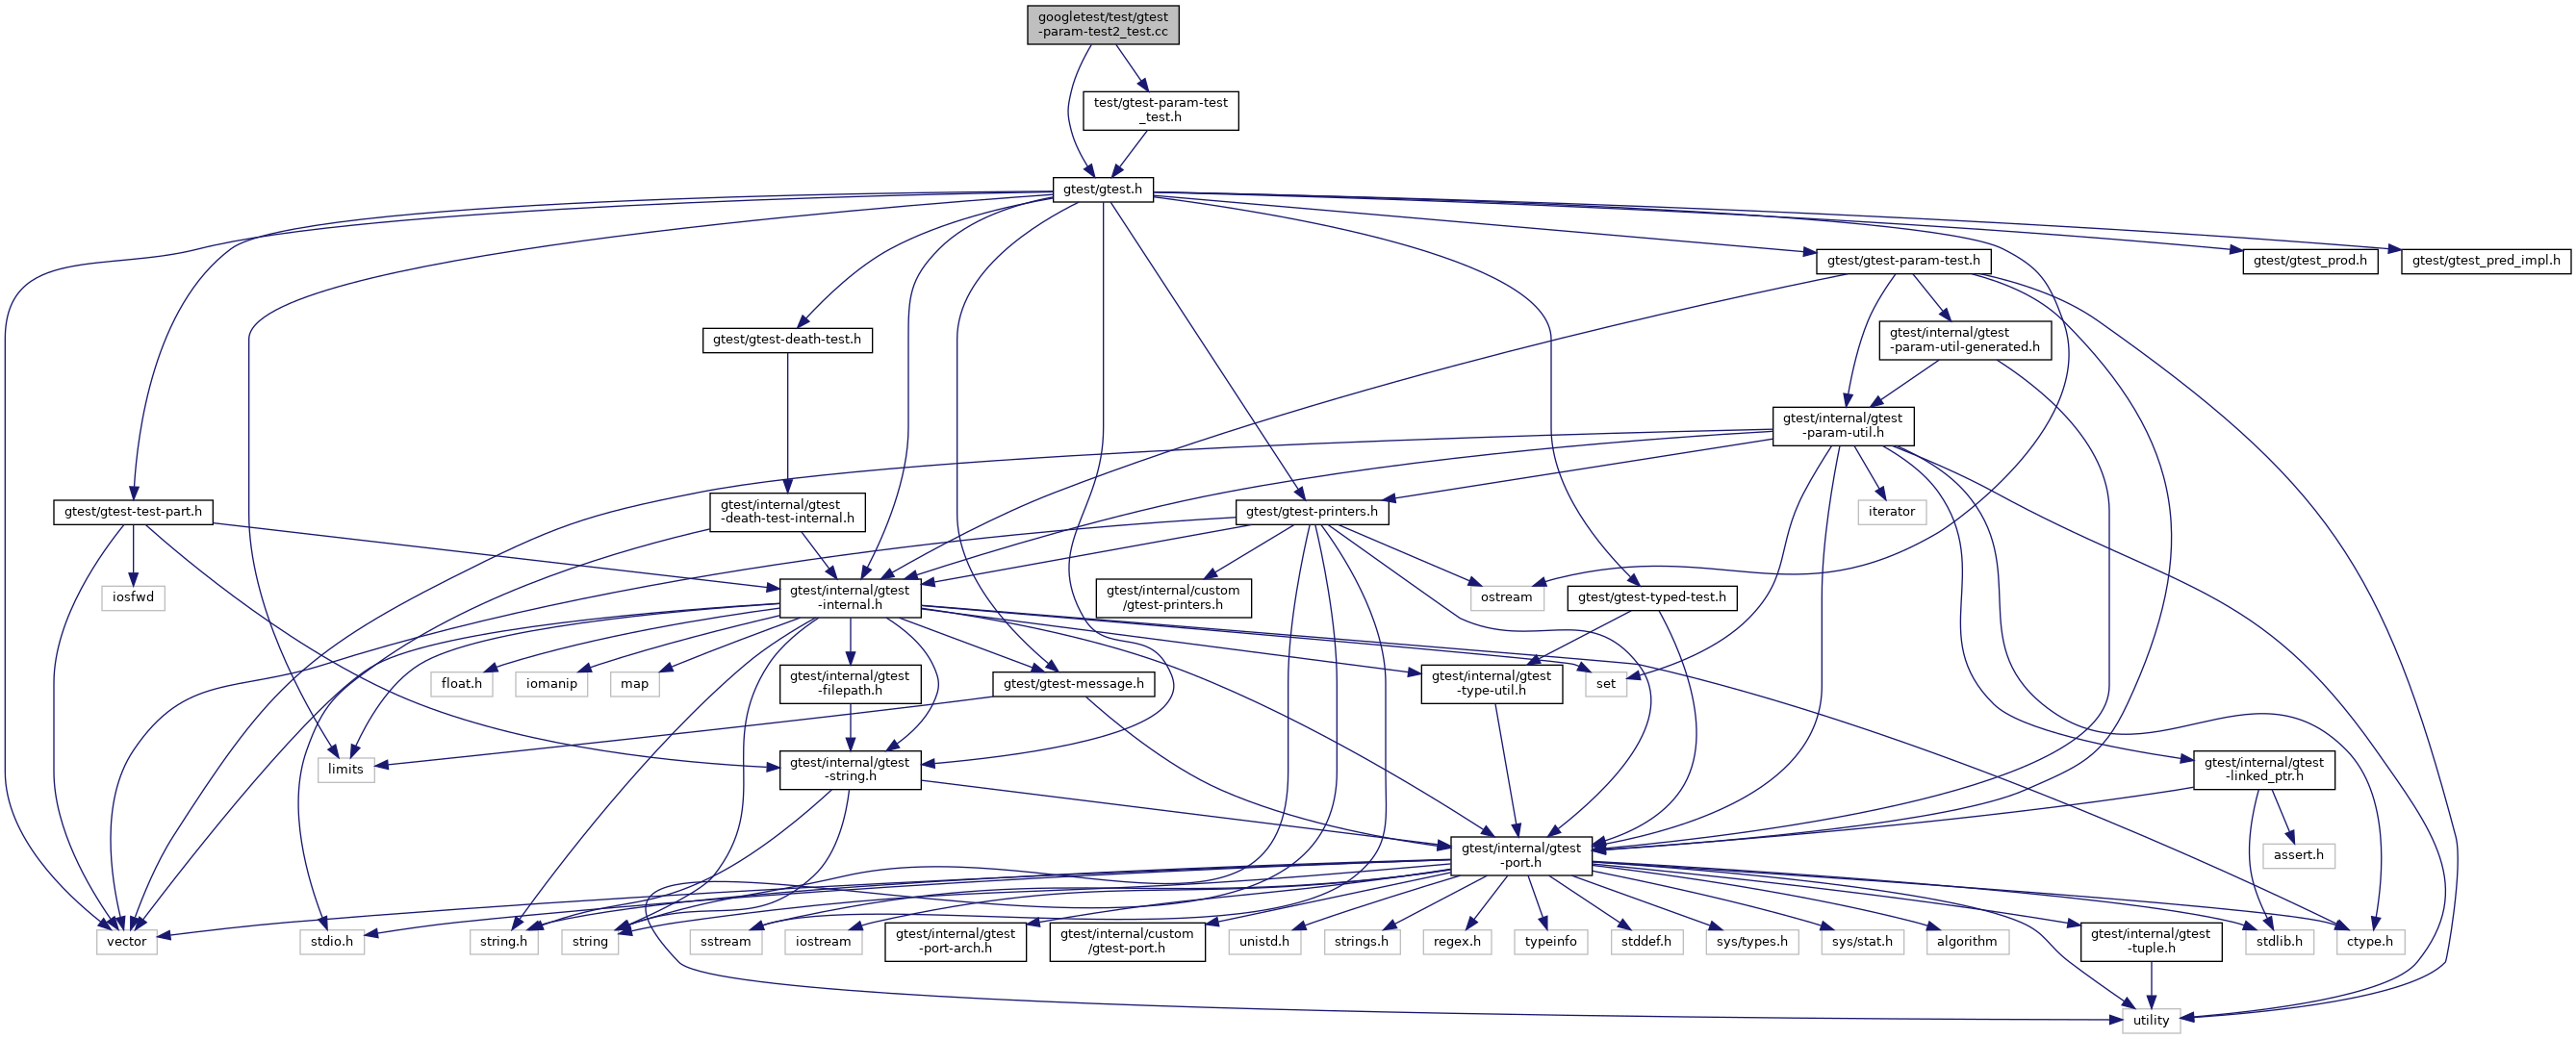 googletest/test/gtest
-param-test2_test.cc
test/gtest-param-test
_test.h
gtest/gtest.h
gtest/gtest-param-test.h
gtest/gtest_prod.h
gtest/gtest_pred_impl.h
gtest/gtest-death-test.h
gtest/internal/gtest
-param-util-generated.h
gtest/internal/gtest
-param-util.h
gtest/gtest-test-part.h
gtest/internal/gtest
-death-test-internal.h
gtest/gtest-printers.h
iterator
iosfwd
gtest/internal/gtest
-internal.h
gtest/internal/custom
/gtest-printers.h
ostream
gtest/gtest-typed-test.h
float.h
iomanip
map
gtest/internal/gtest
-filepath.h
gtest/gtest-message.h
gtest/internal/gtest
-type-util.h
set
limits
gtest/internal/gtest
-string.h
gtest/internal/gtest
-linked_ptr.h
gtest/internal/gtest
-port.h
assert.h
vector
stdio.h
string.h
string
sstream
iostream
gtest/internal/gtest
-port-arch.h
gtest/internal/custom
/gtest-port.h
unistd.h
strings.h
regex.h
typeinfo
stddef.h
sys/types.h
sys/stat.h
algorithm
gtest/internal/gtest
-tuple.h
stdlib.h
ctype.h
utility